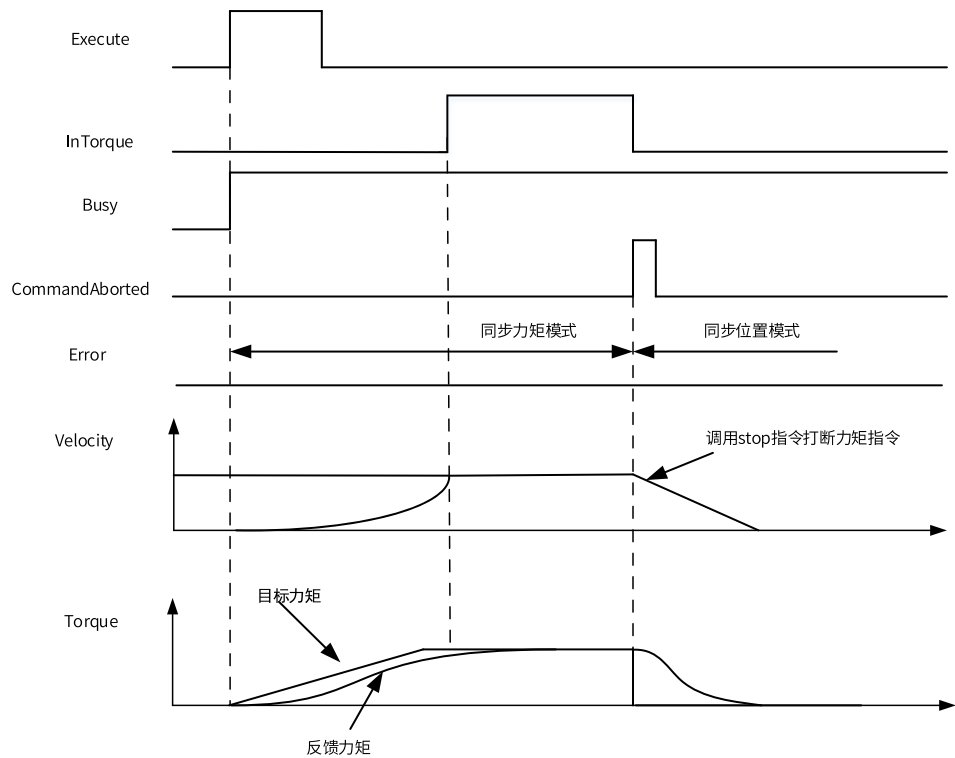 Execute
InTorque
Busy
CommandAborted
同步力矩模式
同步位置模式
Error
Velocity
调用stop指令打断力矩指令
目标力矩
Torque
反馈力矩